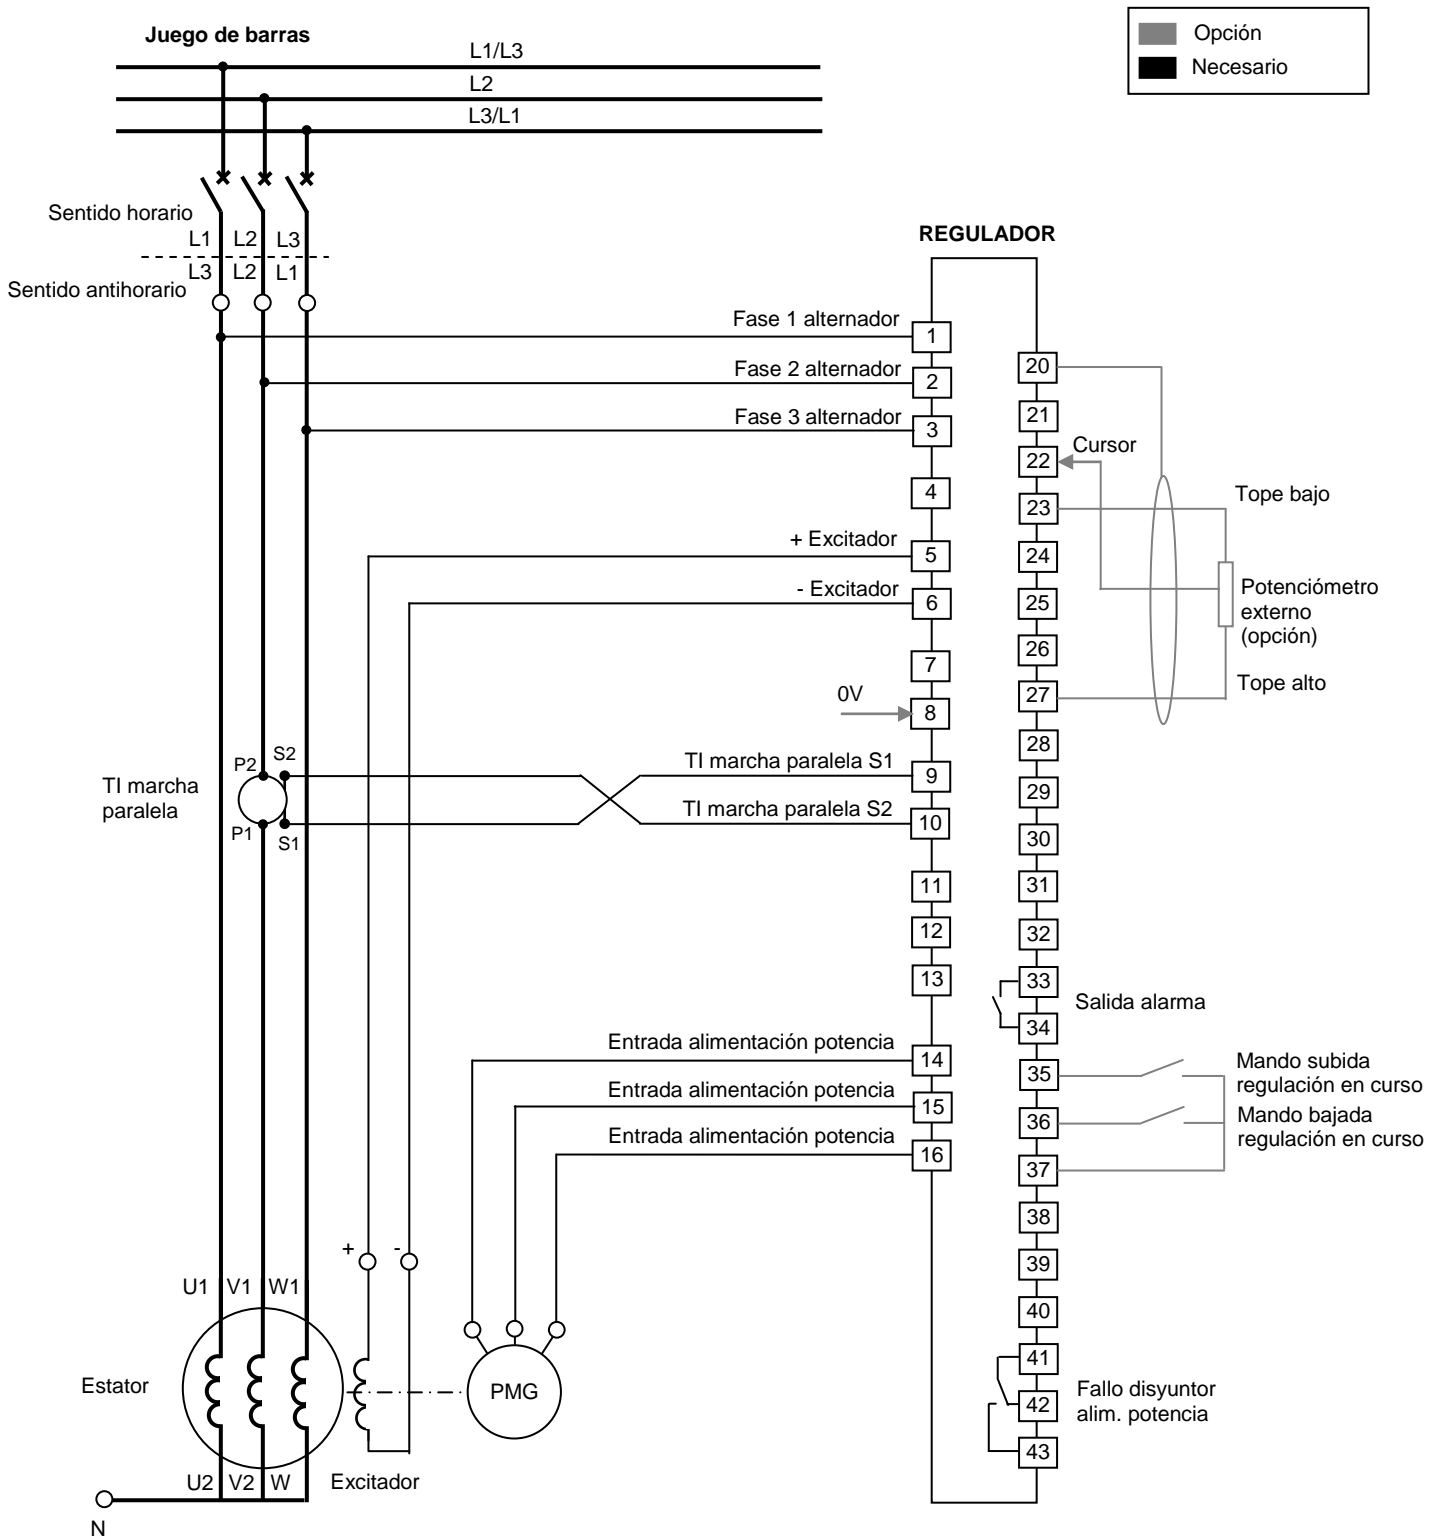 Juego de barras
L1/L3
L2
L3/L1
Opción
Necesario
Sentido horario
L1 L2 L3
L3 L2 L1
Sentido antihorario
REGULADOR
Fase 1 alternador
1
Fase 2 alternador
2
Fase 3 alternador
3
4
+ Excitador
5
- Excitador
6
7
0V
8
TI marcha paralela S1
9
TI marcha paralela S2
10
11
12
13
Entrada alimentación potencia
14
Entrada alimentación potencia
15
Entrada alimentación potencia
16
20
21
22
Cursor
23
Tope bajo
24
25
Potenciómetro
externo
(opción)
26
27
Tope alto
28
29
30
31
32
33
Salida alarma
34
35
Mando subida
regulación en curso
36
Mando bajada
regulación en curso
37
38
39
40
41
42
Fallo disyuntor
alim. potencia
43
TI marcha
paralela
P2 S2
P1 S1
+ -
U1 V1 W1
Estator
PMG
U2 V2 W
Excitador
N